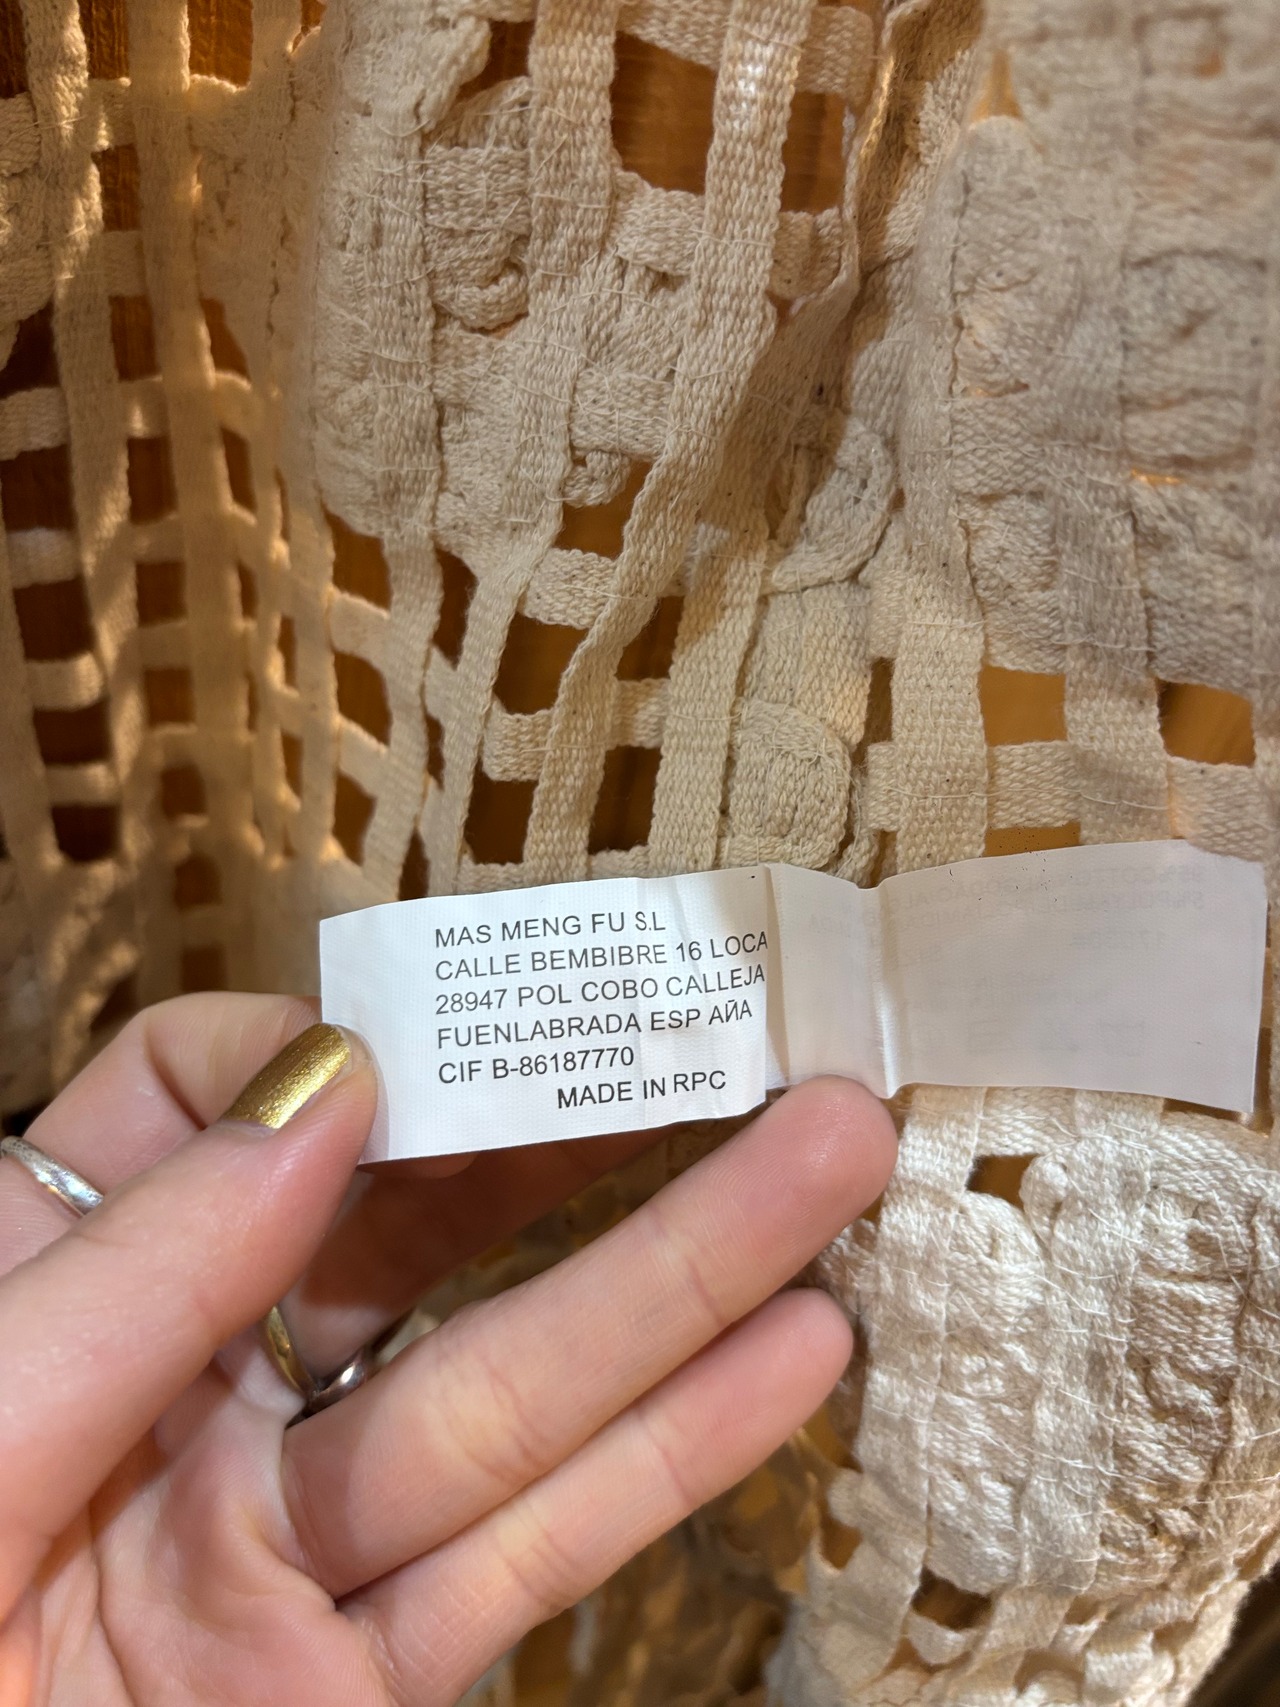 MAS MENG FU S.L
CALLE BEMBIBRE 16 LOCA
28947 POL COBO CALLEJA
FUENLABRADA ESP AÑA
CIF B-86187770
MADE IN RPC